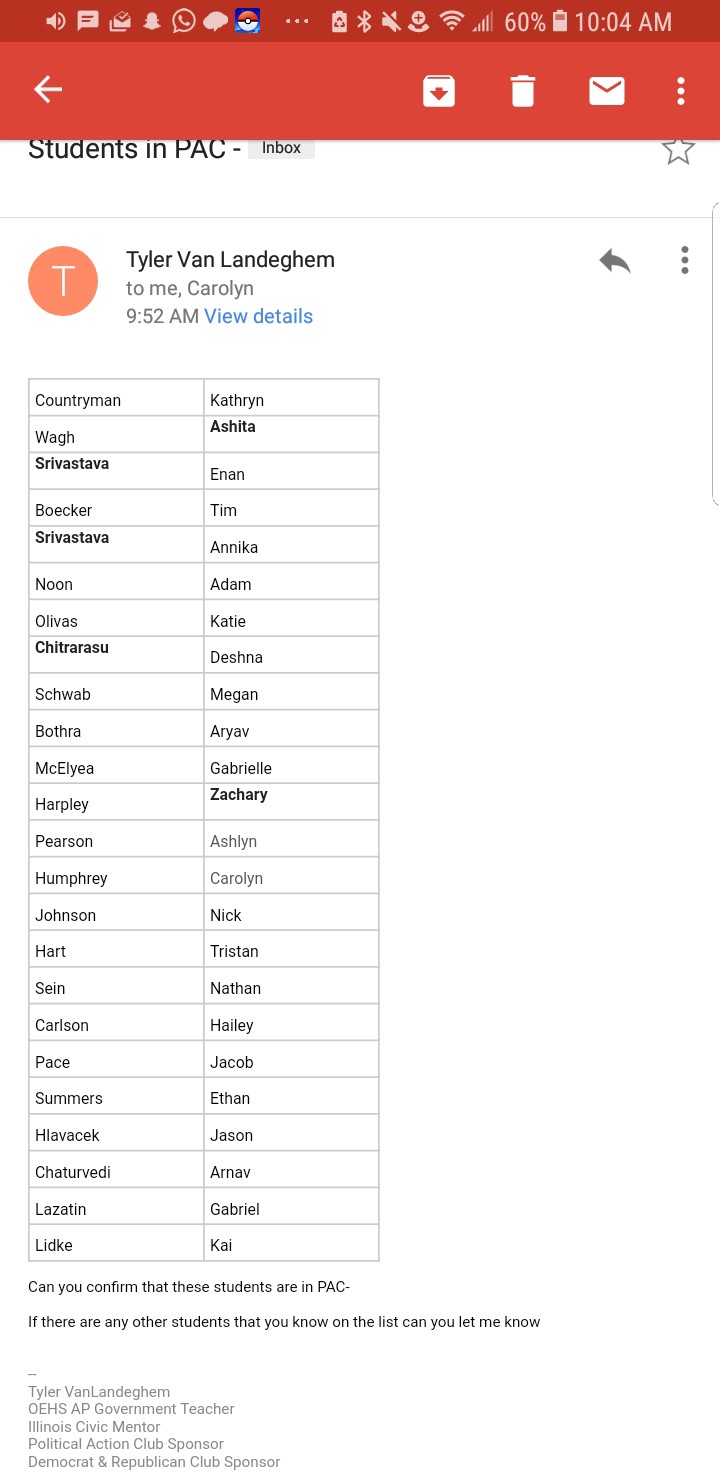 60% 10:04 AM
Students in PAC - Inbox
T
Tyler Van Landeghem
to me, Carolyn
9:52 AM View details
Countryman Kathryn
Wagh Ashita
Srivastava Enan
Boecker Tim
Srivastava Annika
Noon Adam
Olivas Katie
Chitrarasu Deshna
Schwab Megan
Bothra Aryav
McElyea Gabrielle
Harpley Zachary
Pearson Ashlyn
Humphrey Carolyn
Johnson Nick
Hart Tristan
Sein Nathan
Carlson Hailey
Pace Jacob
Summers Ethan
Hlavacek Jason
Chaturvedi Arnav
Lazatin Gabriel
Lidke Kai
Can you confirm that these students are in PAC-
If there are any other students that you know on the list can you let me know
--
Tyler VanLandeghem
OEHS AP Government Teacher
Illinois Civic Mentor
Political Action Club Sponsor
Democrat & Republican Club Sponsor